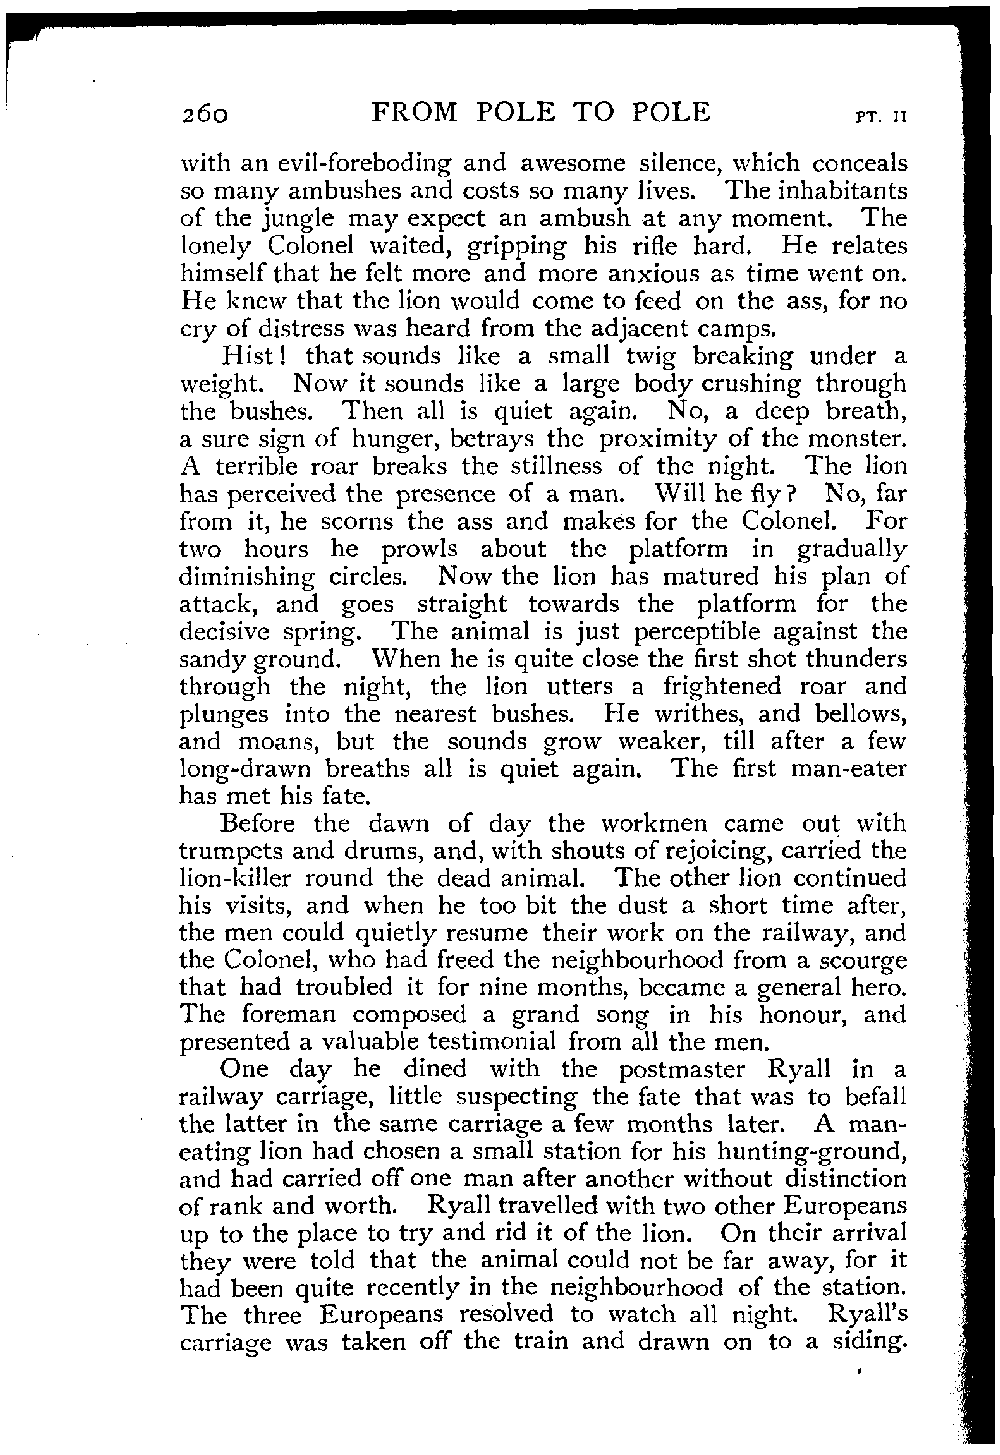 260 FROM POLE TO POLE PT. II
with an evil-foreboding and awesome silence, which conceals
so many ambushes and costs so many lives. The inhabitants
of the jungle may expect an ambush at any moment. The
lonely Colonel waited, gripping his rifle hard. He relates
himself that he felt more and more anxious as time went on.
He knew that the lion would come to feed on the ass, for no
cry of distress was heard from the adjacent camps.
Hist! that sounds like a small twig breaking under a
weight. Now it sounds like a large body crushing through
the bushes. Then all is quiet again. No, a deep breath,
a sure sign of hunger, betrays the proximity of the monster.
A terrible roar breaks the stillness of the night. The lion
has perceived the presence of a man. Will he fly? No, far
from it, he scorns the ass and makes for the Colonel. For
two hours he prowls about the platform in gradually
diminishing circles. Now the lion has matured his plan of
attack, and goes straight towards the platform for the
decisive spring. The animal is just perceptible against the
sandy ground. When he is quite close the first shot thunders
through the night, the lion utters a frightened roar and
plunges into the nearest bushes. He writhes, and bellows,
and moans, but the sounds grow weaker, till after a few
long-drawn breaths all is quiet again. The first man-eater
has met his fate.
Before the dawn of day the workmen came out with
trumpets and drums, and, with shouts of rejoicing, carried the
lion-killer round the dead animal. The other lion continued
his visits, and when he too bit the dust a short time after,
the men could quietly resume their work on the railway, and
the Colonel, who had freed the neighbourhood from a scourge
that had troubled it for nine months, became a general hero.
The foreman composed a grand song in his honour, and
presented a valuable testimonial from all the men.
One day he dined with the postmaster Ryall in a
railway carriage, little suspecting the fate that was to befall
the latter in the same carriage a few months later. A man-
eating lion had chosen a small station for his hunting-ground,
and had carried off one man after another without distinction
of rank and worth. Ryall travelled with two other Europeans
up to the place to try and rid it of the lion. On their arrival
they were told that the animal could not be far away, for it
had been quite recently in the neighbourhood of the station.
The three Europeans resolved to watch all night. Ryall's
carriage was taken off the train and drawn on to a siding.